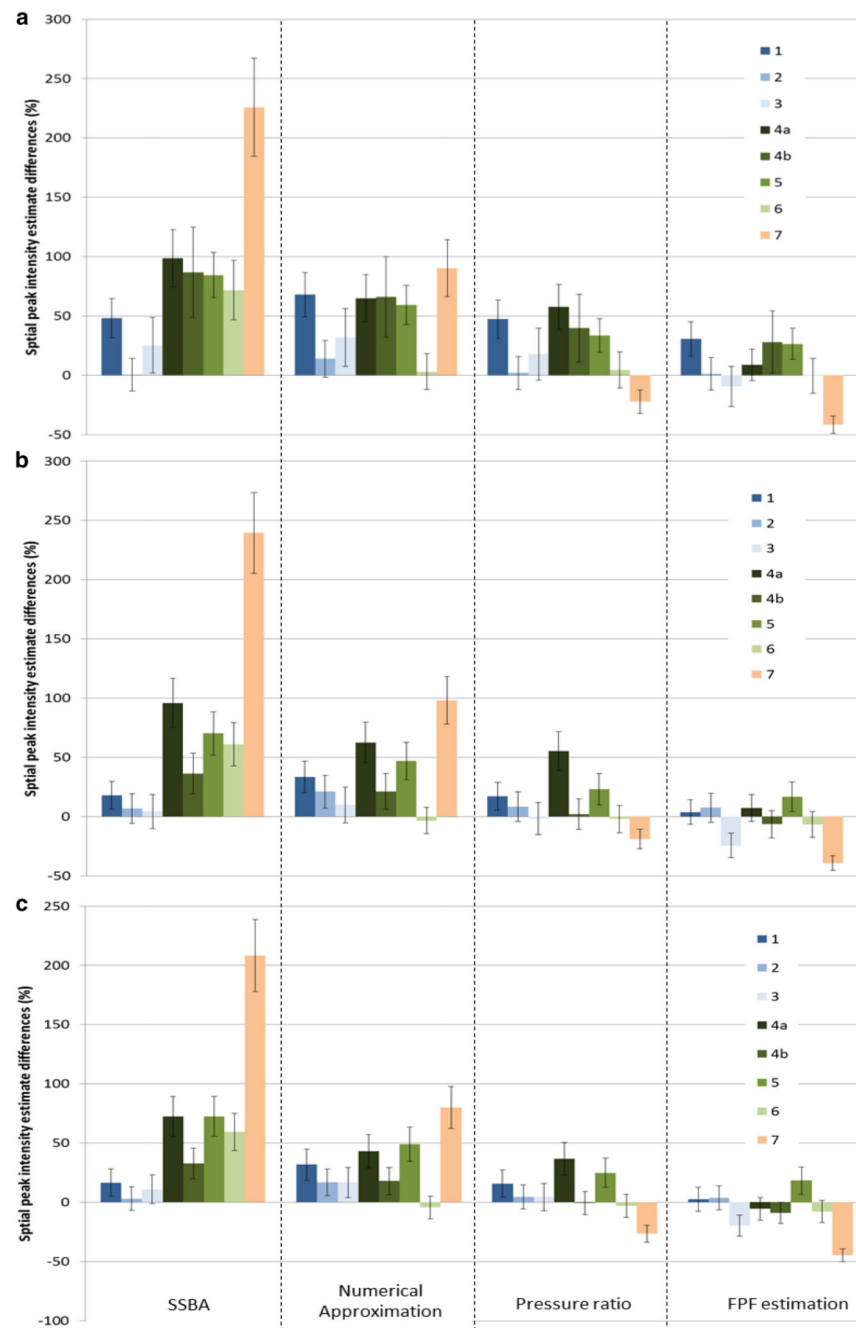 a
Sptial peak intensity estimate differences (%)
300
250
200
150
100
50
0
-50
1
2
3
4a
4b
5
6
7
b
Sptial peak intensity estimate differences (%)
300
250
200
150
100
50
0
-50
1
2
3
4a
4b
5
6
7
c
Sptial peak intensity estimate differences (%)
250
200
150
100
50
0
-50
-100
1
2
3
4a
4b
5
6
7
SSBA
Numerical
Approximation
Pressure ratio
FPF estimation